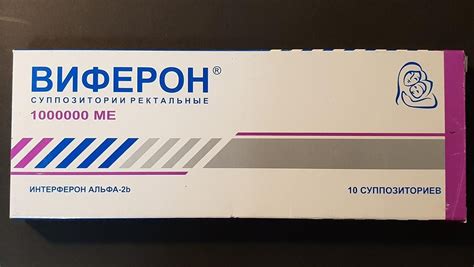 ВИФЕРОН®
СУППОЗИТОРИИ РЕКТАЛЬНЫЕ
1000000 МЕ
ИНТЕРФЕРОН АЛЬФА-2b
10 СУППОЗИТОРИЕВ